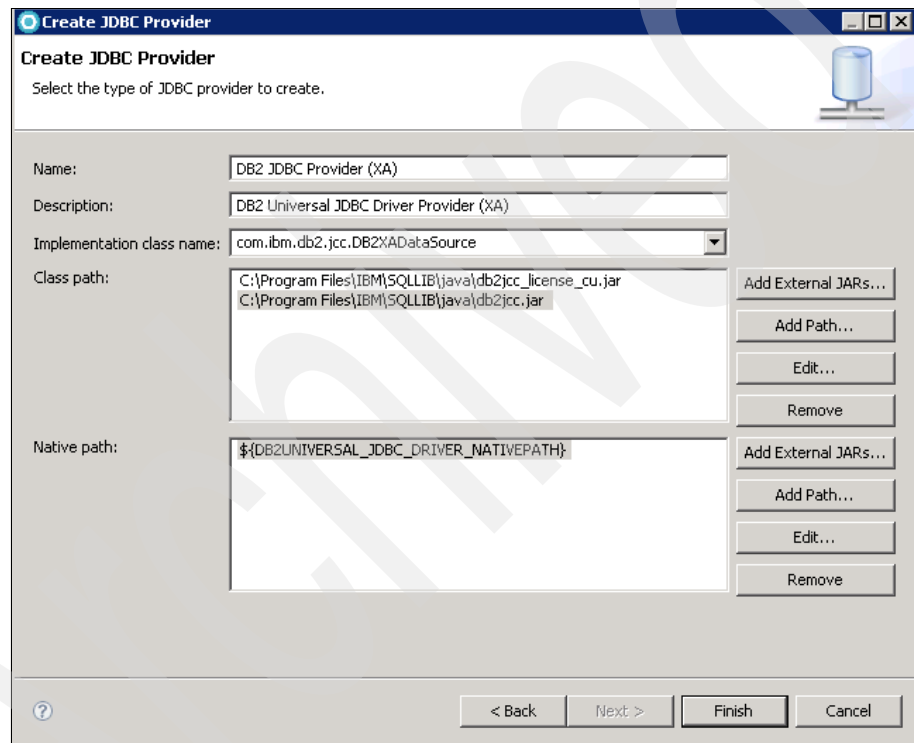 Create JDBC Provider
Create JDBC Provider
Select the type of JDBC provider to create.
Name: DB2 JDBC Provider (XA)
Description: DB2 Universal JDBC Driver Provider (XA)
Implementation class name: com.ibm.db2.jcc.DB2XADataSource
Class path: C:\Program Files\IBM\SQLLIB\java\db2jcc_license_cu.jar
C:\Program Files\IBM\SQLLIB\java\db2jcc.jar
Add External JARs...
Add Path...
Edit...
Remove
Native path: ${DB2UNIVERSAL_JDBC_DRIVER_NATIVEPATH}
Add External JARs...
Add Path...
Edit...
Remove
? < Back Next > Finish Cancel